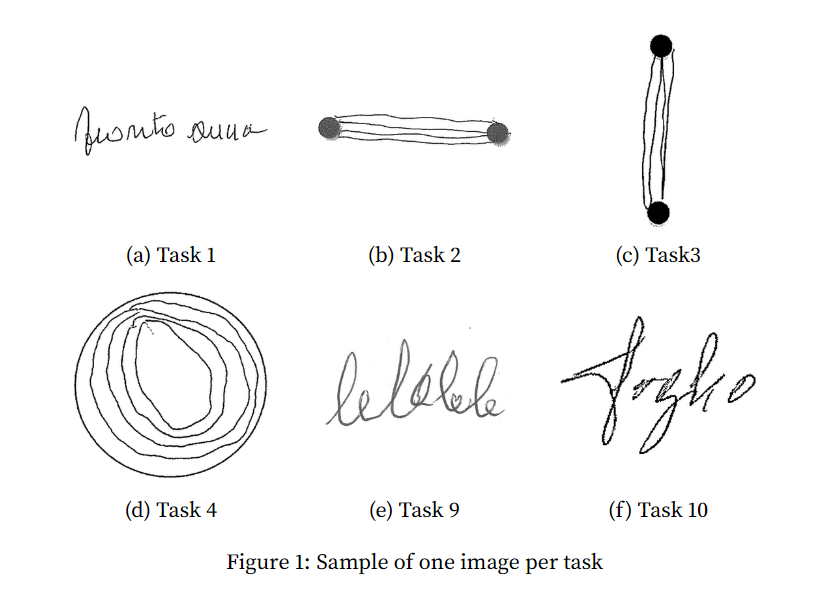 (a) Task 1
(b) Task 2
(c) Task3
(d) Task 4
(e) Task 9
(f) Task 10
Figure 1: Sample of one image per task